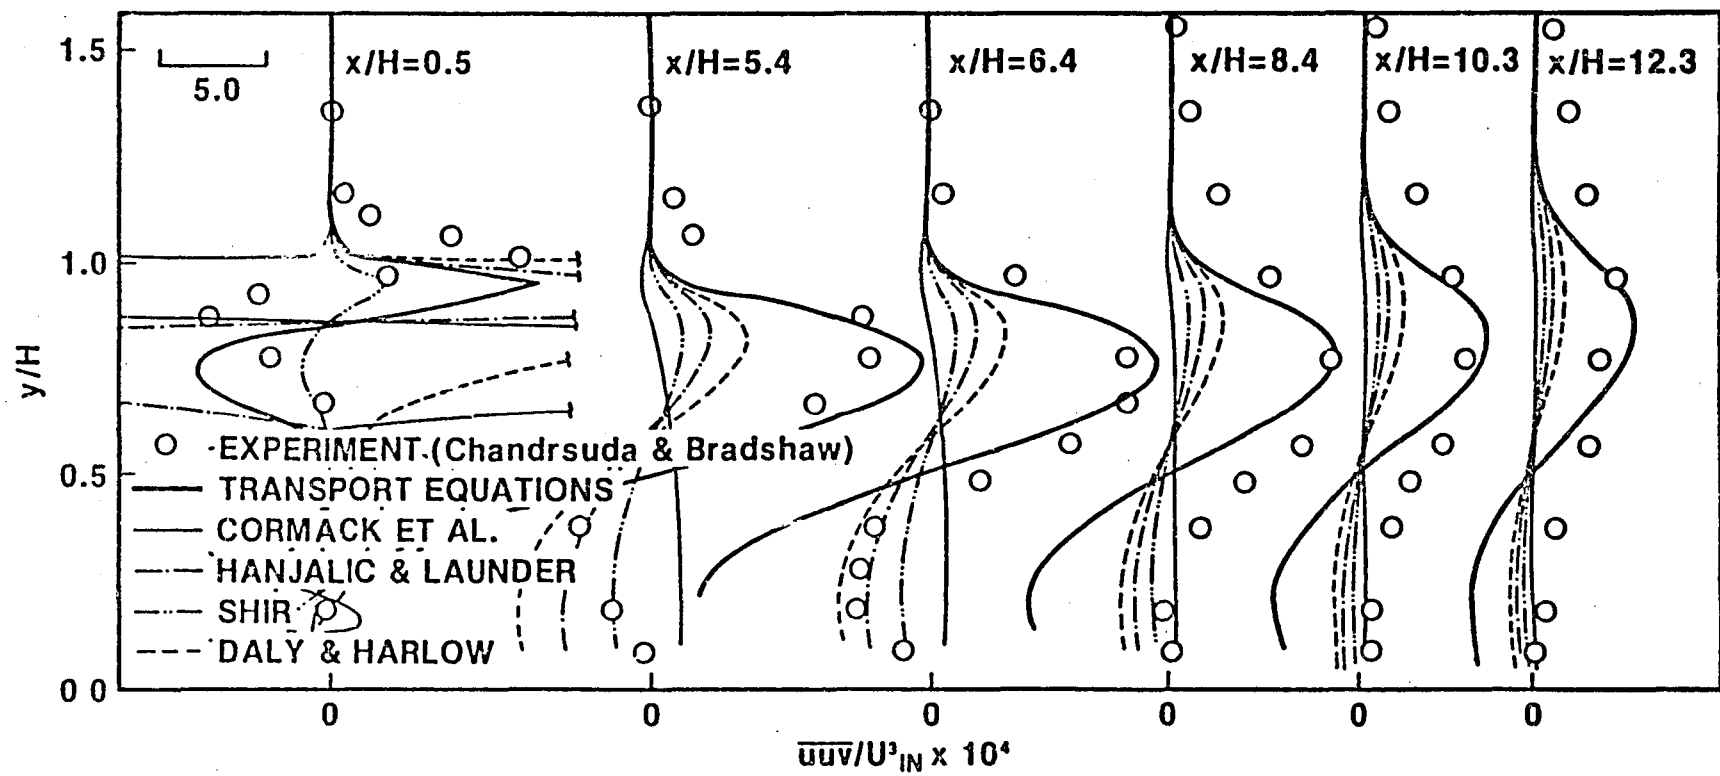 1.5
5.0
x/H=0.5
x/H=5.4
x/H=6.4
x/H=8.4
x/H=10.3
x/H=12.3
1.0
y/H
EXPERIMENT (Chandrsuda & Bradshaw)
0.5
TRANSPORT EQUATIONS
CORMACK ET AL.
HANJALIC & LAUNDER
SHIR
DALY & HARLOW
0 0
0 0 0 0 0 0
uuv/U³IN x 10⁴